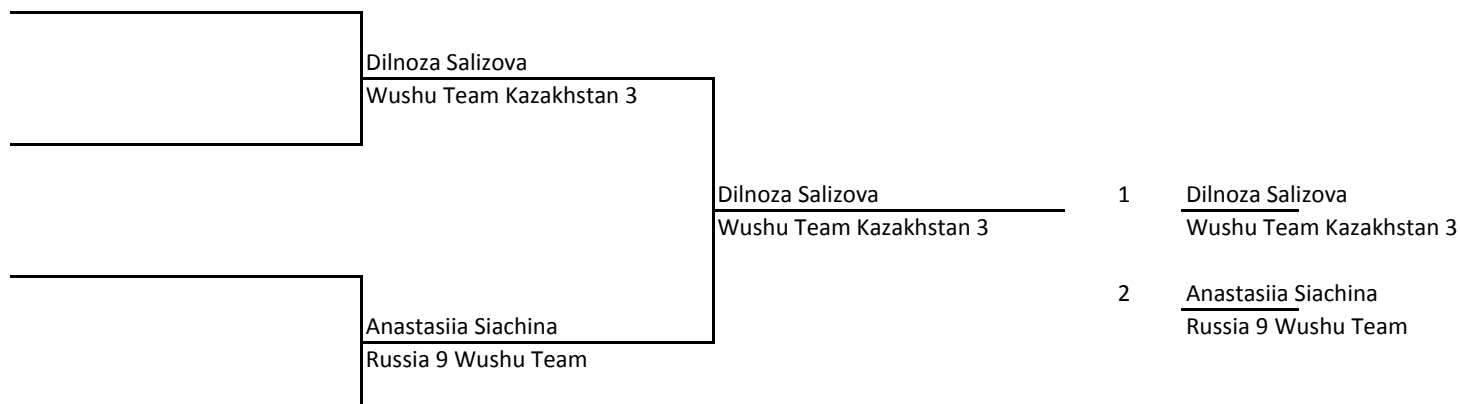 Dilnoza Salizova
Wushu Team Kazakhstan 3
Dilnoza Salizova
Wushu Team Kazakhstan 3
1 Dilnoza Salizova
Wushu Team Kazakhstan 3
2 Anastasiia Siachina
Russia 9 Wushu Team
Anastasiia Siachina
Russia 9 Wushu Team